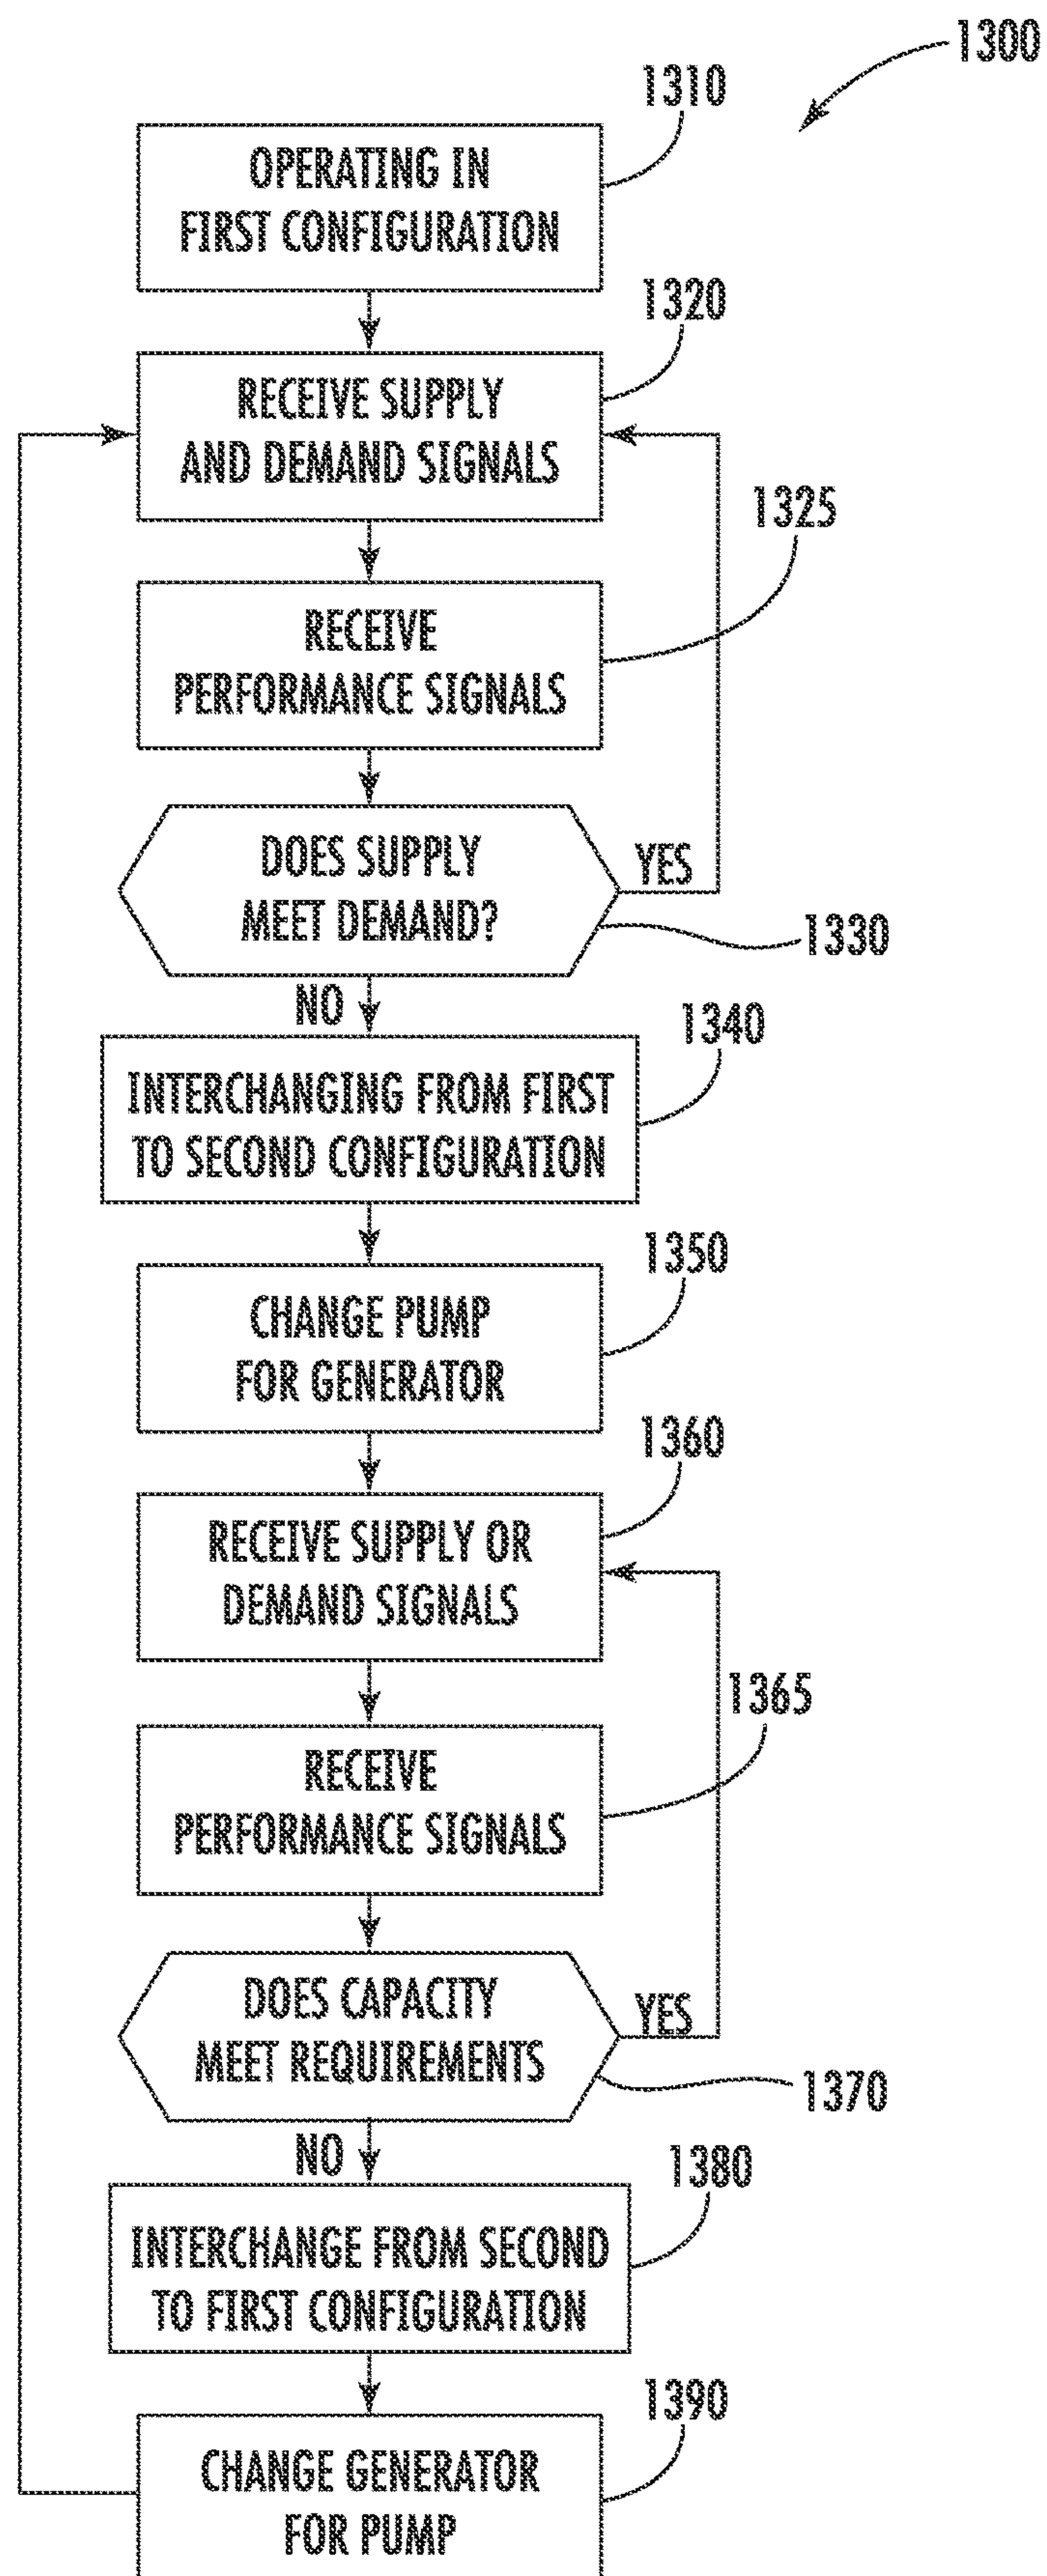 1300
1310
OPERATING IN
FIRST CONFIGURATION
1320
RECEIVE SUPPLY
AND DEMAND SIGNALS
1325
RECEIVE
PERFORMANCE SIGNALS
DOES SUPPLY
MEET DEMAND?
YES
1330
NO
1340
INTERCHANGING FROM FIRST
TO SECOND CONFIGURATION
1350
CHANGE PUMP
FOR GENERATOR
1360
RECEIVE SUPPLY OR
DEMAND SIGNALS
1365
RECEIVE
PERFORMANCE SIGNALS
DOES CAPACITY
MEET REQUIREMENTS
YES
1370
NO
1380
INTERCHANGE FROM SECOND
TO FIRST CONFIGURATION
1390
CHANGE GENERATOR
FOR PUMP